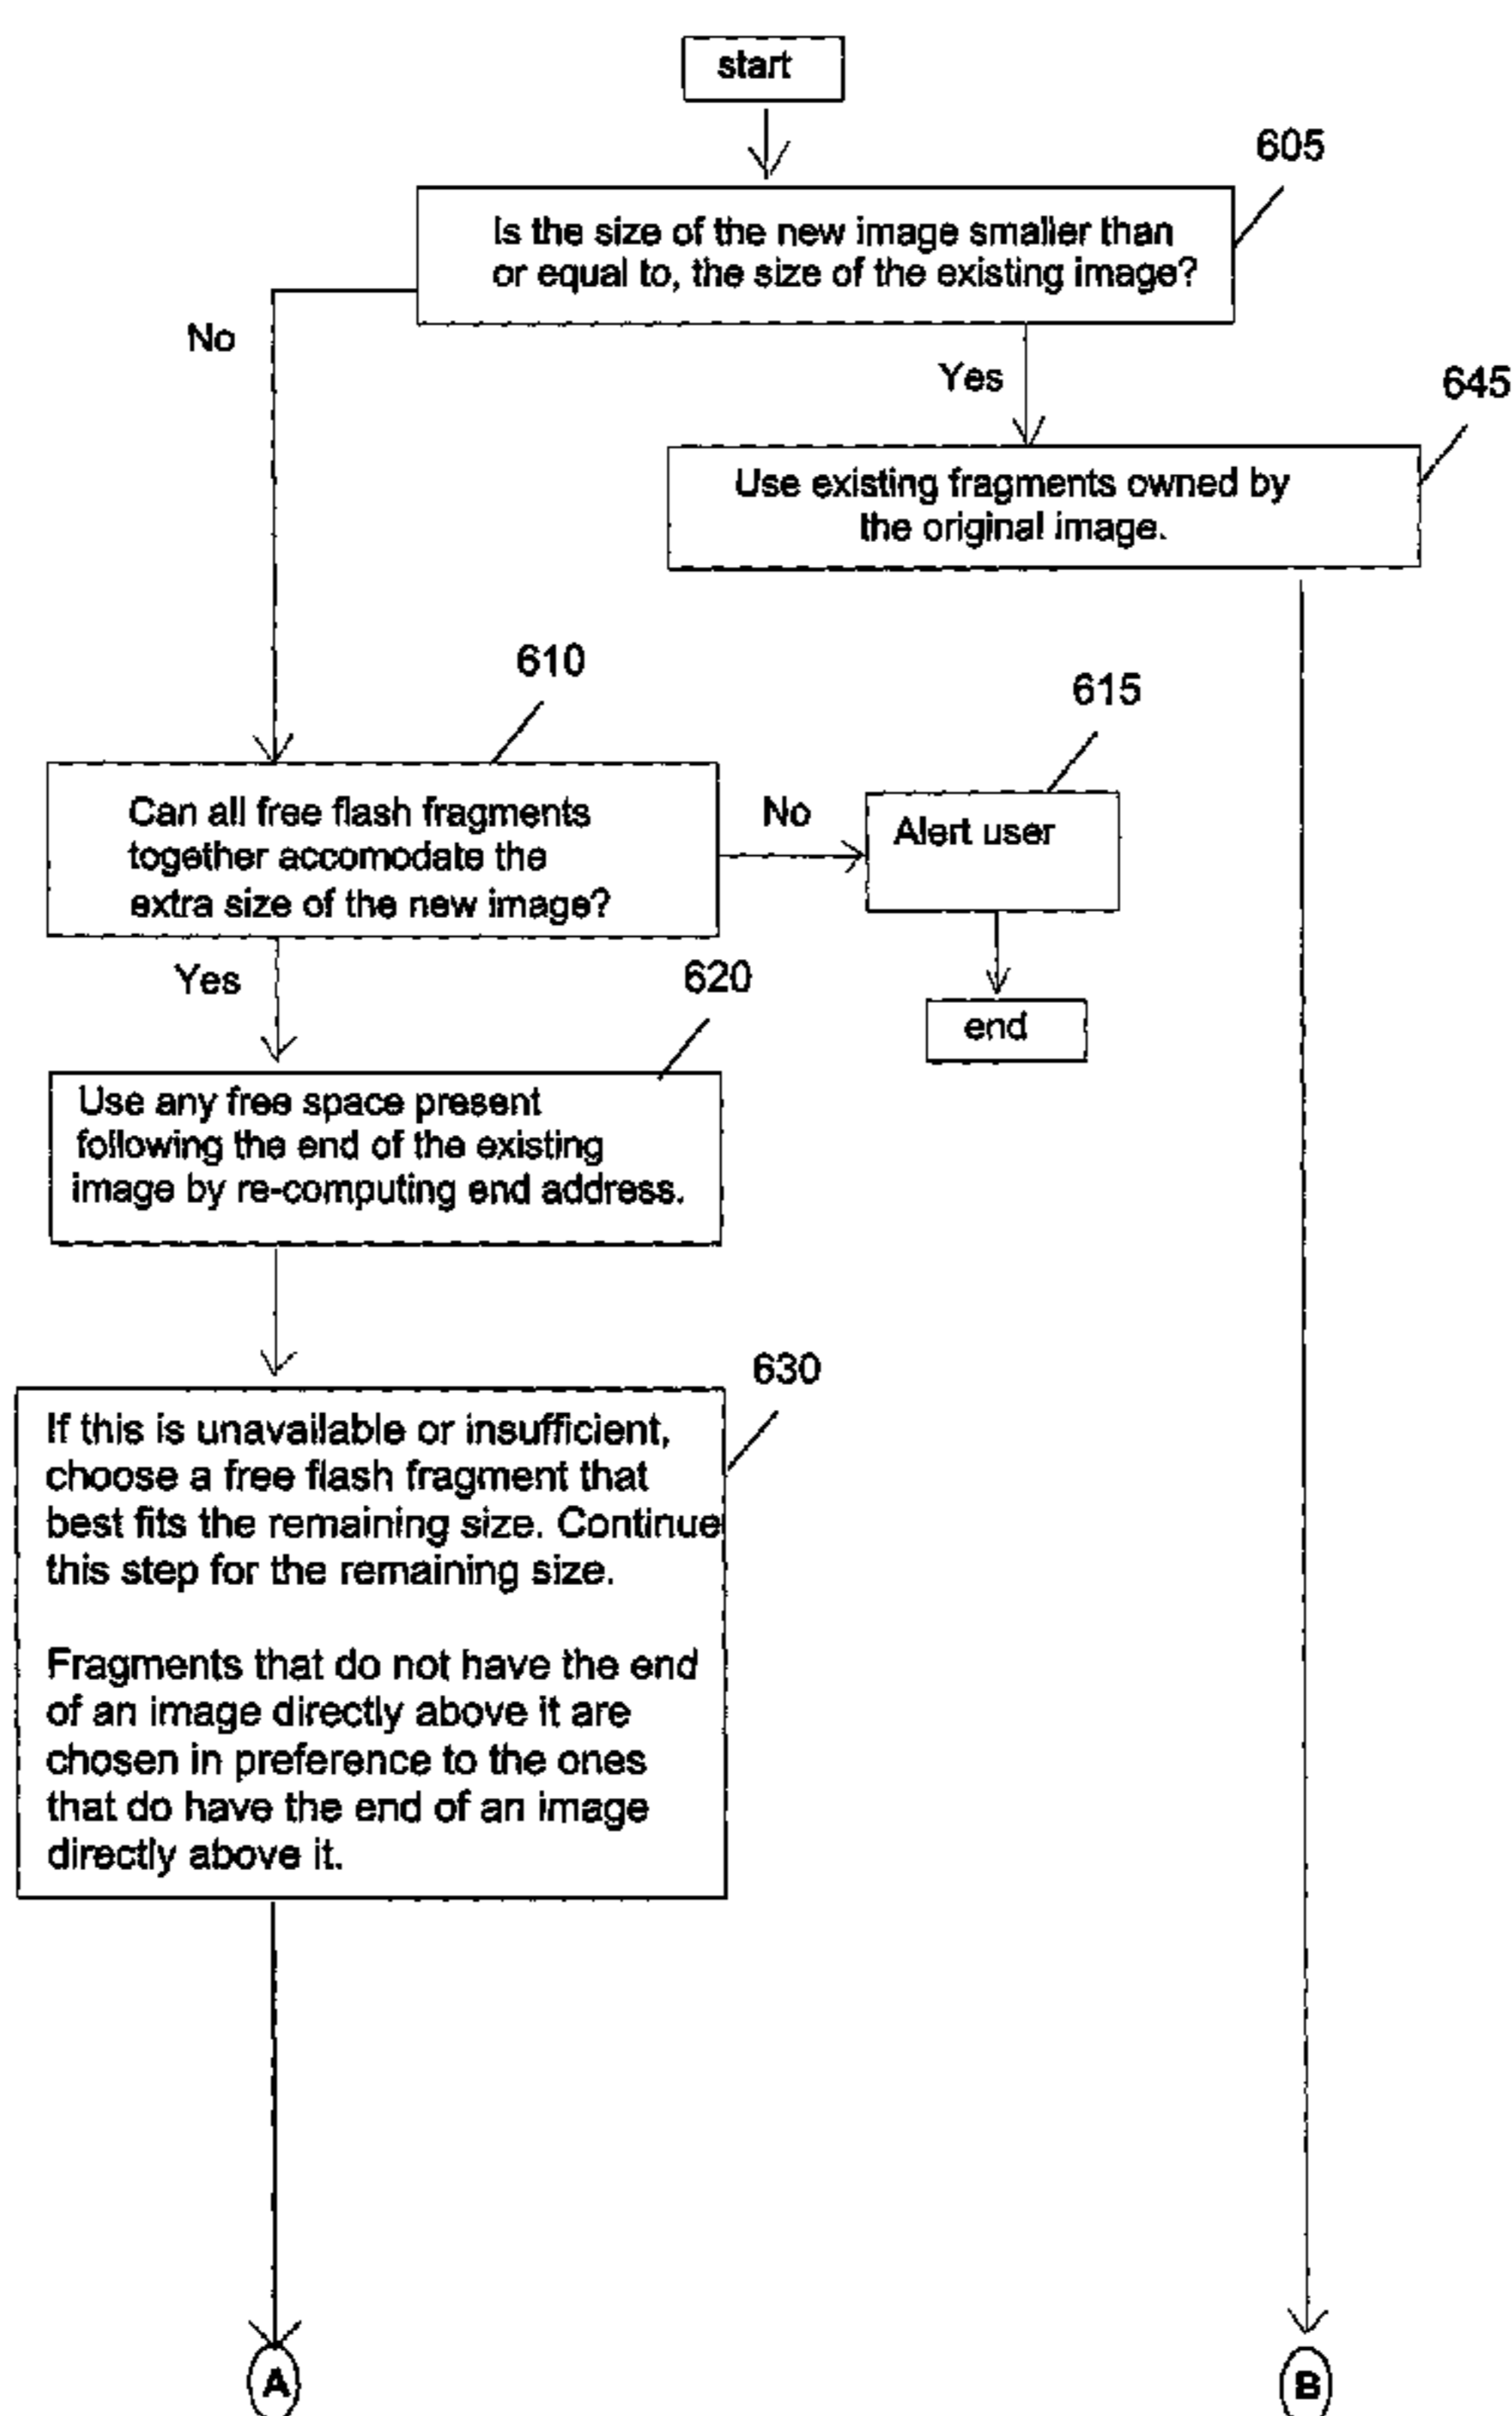 start
605
Is the size of the new image smaller than
or equal to, the size of the existing image?
No
Yes
645
Use existing fragments owned by
the original image.
610
615
Can all free flash fragments
together accomodate the
extra size of the new image?
No
Alert user
Yes
620
end
Use any free space present
following the end of the existing
image by re-computing end address.
630
If this is unavailable or insufficient,
choose a free flash fragment that
best fits the remaining size. Continue
this step for the remaining size.
Fragments that do not have the end
of an image directly above it are
chosen in preference to the ones
that do have the end of an image
directly above it.
A
B